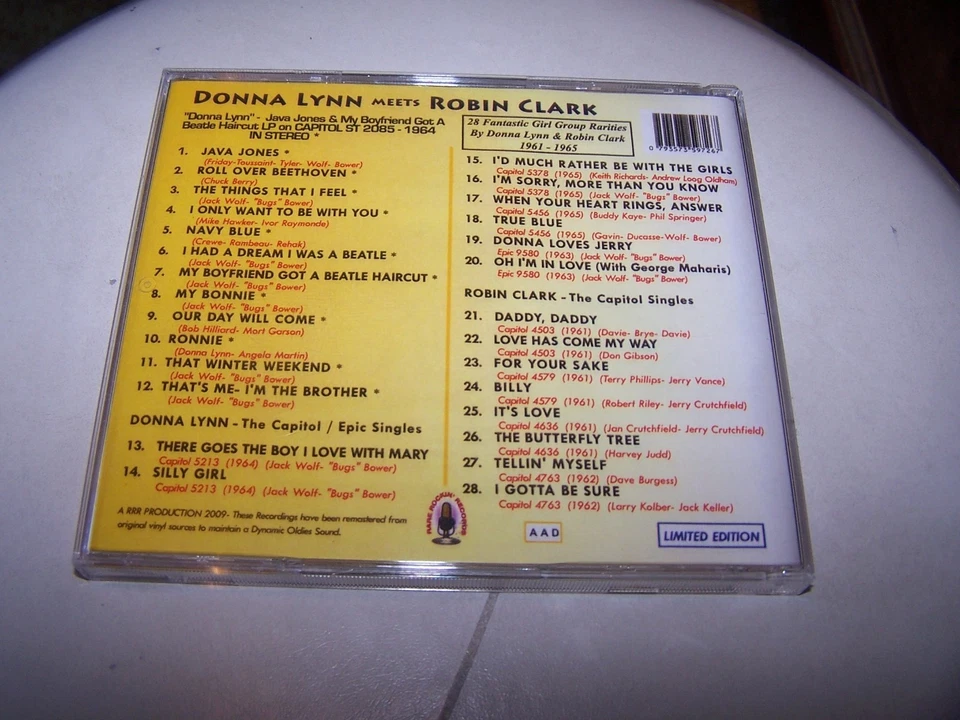 DONNA LYNN MEETS ROBIN CLARK
"Donna Lynn" - Java Jones & My Boyfriend Got A
Beatle Haircut LP on CAPITOL ST 2085 - 1964
IN STEREO *
28 Fantastic Girl Group Rarities
By Donna Lynn & Robin Clark
1961 - 1965
1. JAVA JONES *
(Friday-Toussaint- Tyler- Wolf- Bower)
2. ROLL OVER BEETHOVEN *
(Chuck Berry)
3. THE THINGS THAT I FEEL *
(Jack Wolf- "Bugs" Bower)
4. I ONLY WANT TO BE WITH YOU *
(Mike Hawker- Ivor Raymonde)
5. NAVY BLUE *
(Crewe- Rambeau- Rehak)
6. I HAD A DREAM I WAS A BEATLE *
(Jack Wolf- "Bugs" Bower)
7. MY BOYFRIEND GOT A BEATLE HAIRCUT *
(Jack Wolf- "Bugs" Bower)
8. MY BONNIE *
(Jack Wolf- "Bugs" Bower)
9. OUR DAY WILL COME *
(Bob Hilliard- Mort Garson)
10. RONNIE *
(Donna Lynn- Angela Martin)
11. THAT WINTER WEEKEND *
(Jack Wolf- "Bugs" Bower)
12. THAT'S ME- I'M THE BROTHER *
(Jack Wolf- "Bugs" Bower)
DONNA LYNN - The Capitol / Epic Singles
13. THERE GOES THE BOY I LOVE WITH MARY
Capitol 5213 (1964) (Jack Wolf- "Bugs" Bower)
14. SILLY GIRL
Capitol 5213 (1964) (Jack Wolf- "Bugs" Bower)
A RRR PRODUCTION 2009- These Recordings have been remastered from
original vinyl sources to maintain a Dynamic Oldies Sound.
RARE ROCKIN' RECORDS
15. I'D MUCH RATHER BE WITH THE GIRLS
Capitol 5378 (1965) (Keith Richards- Andrew Loog Oldham)
16. I'M SORRY, MORE THAN YOU KNOW
Capitol 5378 (1965) (Jack Wolf- "Bugs" Bower)
17. WHEN YOUR HEART RINGS, ANSWER
Capitol 5456 (1965) (Buddy Kaye- Phil Springer)
18. TRUE BLUE
Capitol 5456 (1965) (Gavin- Ducasse-Wolf- Bower)
19. DONNA LOVES JERRY
Epic 9580 (1963) (Jack Wolf- "Bugs" Bower)
20. OH I'M IN LOVE (With George Maharis)
Epic 9580 (1963) (Jack Wolf- "Bugs" Bower)
ROBIN CLARK - The Capitol Singles
21. DADDY, DADDY
Capitol 4503 (1961) (Davie- Brye- Davie)
22. LOVE HAS COME MY WAY
Capitol 4503 (1961) (Don Gibson)
23. FOR YOUR SAKE
Capitol 4579 (1961) (Terry Phillips- Jerry Vance)
24. BILLY
Capitol 4579 (1961) (Robert Riley- Jerry Crutchfield)
25. IT'S LOVE
Capitol 4636 (1961) (Jan Crutchfield- Jerry Crutchfield)
26. THE BUTTERFLY TREE
Capitol 4636 (1961) (Harvey Judd)
27. TELLIN' MYSELF
Capitol 4763 (1962) (Dave Burgess)
28. I GOTTA BE SURE
Capitol 4763 (1962) (Larry Kolber- Jack Keller)
AAD
LIMITED EDITION